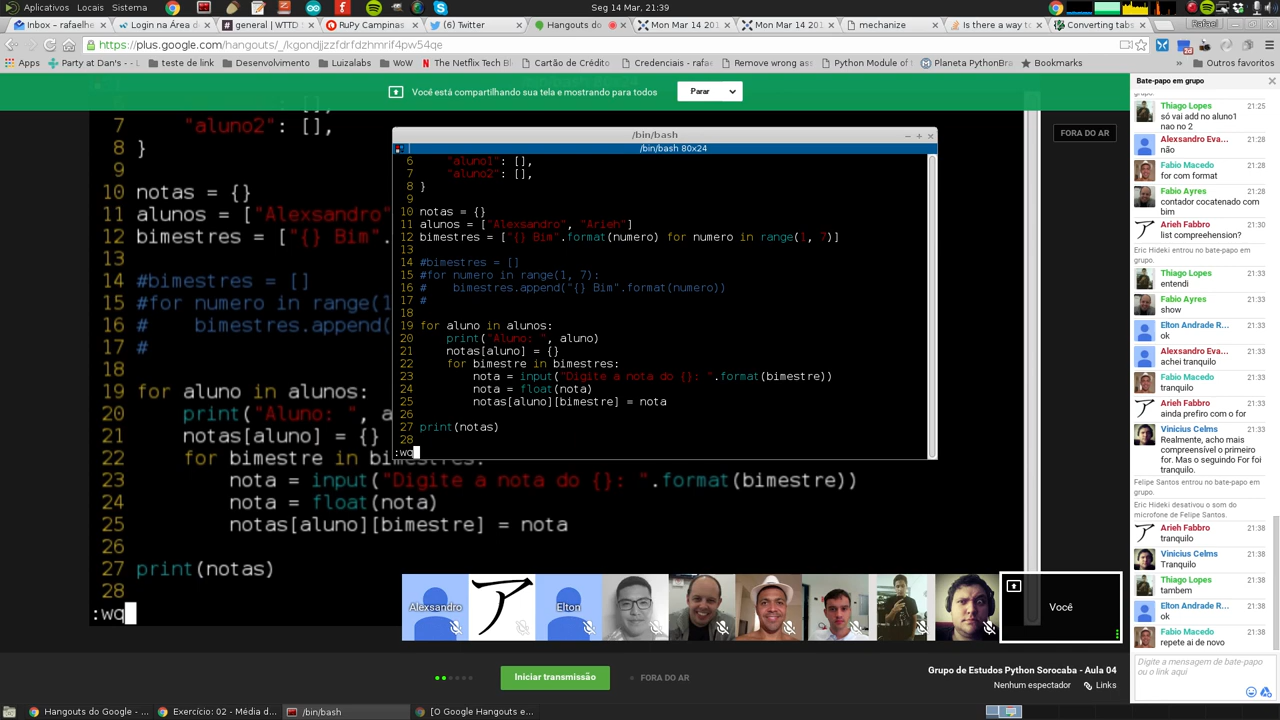 Aplicativos Locais Sistema
Seg 14 Mar, 21:39
Inbox – rafaelhe
Login na Área d
# general | WTTD
RuPy Campinas
(3) Twitter
Hangouts do
Mon Mar 14 201
Mon Mar 14 201
mechanize
Is there a way to
Converting tabs
Rafael
https://plus.google.com/hangouts/_/kgondjjzzfdrfdzhmrif4pw54qe
Apps
Party at Dan's - - L
teste de link
Desenvolvimento
Luizalabs
WoW
The Netflix Tech Bl
Cartão de Crédito
Credenciais - rafae
Remove wrong ass
Python Module of
Planeta PythonBra
Bookmarks
»
Outros favoritos
Você está compartilhando sua tela e mostrando para todos
Parar
FORA DO AR
7 "aluno2": [],
8 }
9
10 notas = {}
11 alunos = ["Alexsandro"
12 bimestres = ["{} Bim".
13
14 #bimestres = []
15 #for numero in range(1
16 # bimestres.append(
17 #
18
19 for aluno in alunos:
20 print("Aluno: ", a
21 notas[aluno] = {}
22 for bimestre in bimestres:
23 nota = input("Digite a nota do {}: ".format(bimestre))
24 nota = float(nota)
25 notas[aluno][bimestre] = nota
26
27 print(notas)
28
:wq
/bin/bash
/bin/bash 80x24
6 "aluno1": [],
7 "aluno2": [],
8 }
9
10 notas = {}
11 alunos = ["Alexsandro", "Arieh"]
12 bimestres = ["{} Bim".format(numero) for numero in range(1, 7)]
13
14 #bimestres = []
15 #for numero in range(1, 7):
16 # bimestres.append("{} Bim".format(numero))
17 #
18
19 for aluno in alunos:
20 print("Aluno: ", aluno)
21 notas[aluno] = {}
22 for bimestre in bimestres:
23 nota = input("Digite a nota do {}: ".format(bimestre))
24 nota = float(nota)
25 notas[aluno][bimestre] = nota
26
27 print(notas)
28
:wq
Alexsandro
ア
Elton
Você
Iniciar transmissão
FORA DO AR
Grupo de Estudos Python Sorocaba - Aula 04
Nenhum espectador
Links
Bate-papo em grupo
grupo.
Thiago Lopes 21:25
só vai add no aluno1
nao no 2
Alexsandro Eva... 21:28
não
Fabio Macedo 21:28
for com format
Fabio Ayres 21:28
contador cocatenado com
bim
Arieh Fabbro 21:30
list compreehension?
Eric Hideki entrou no bate-papo em
grupo.
Thiago Lopes 21:33
entendi
Fabio Ayres 21:33
show
Elton Andrade R... 21:33
ok
Alexsandro Eva... 21:33
achei tranquilo
Fabio Macedo 21:33
tranquilo
Arieh Fabbro 21:33
ainda prefiro com o for
Vinicius Celms 21:33
Realmente, acho mais
compreensível o primeiro
for. Mas o seguindo For foi
tranquilo.
Felipe Santos entrou no bate-papo em
grupo.
Eric Hideki desativou o som do
microfone de Felipe Santos.
Arieh Fabbro 21:38
tranquilo
Vinicius Celms 21:38
Tranquilo
Thiago Lopes 21:38
tambem
Elton Andrade R... 21:38
ok
Fabio Macedo 21:38
repete ai de novo
Digite a mensagem de bate-papo
ou o link aqui
Hangouts do Google - ...
Exercício: 02 - Média d...
/bin/bash
[O Google Hangouts e...